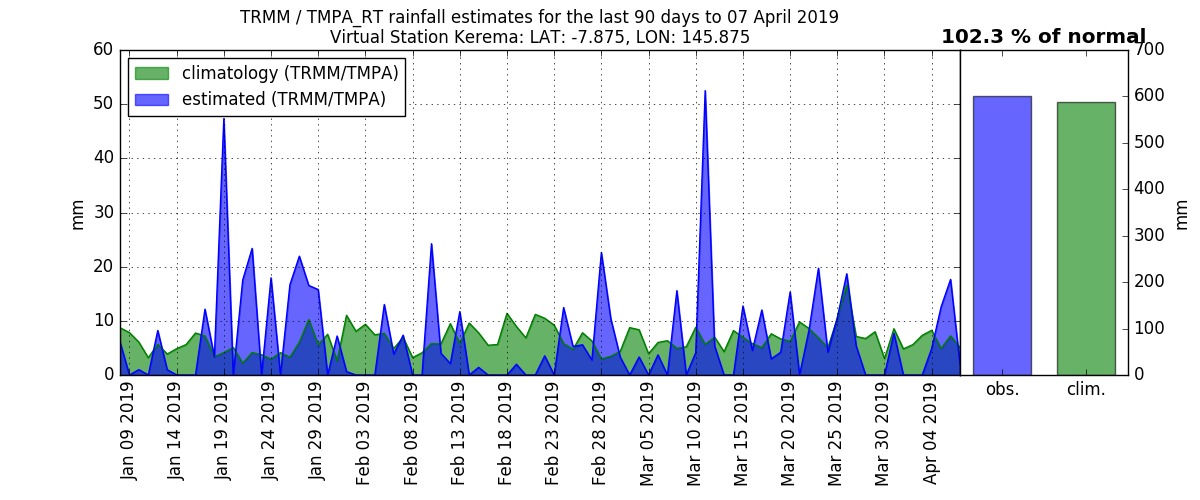 TRMM / TMPA_RT rainfall estimates for the last 90 days to 07 April 2019
Virtual Station Kerema: LAT: -7.875, LON: 145.875
102.3 % of normal
climatology (TRMM/TMPA)
estimated (TRMM/TMPA)
60
50
40
30
20
10
0
mm
Jan 09 2019
Jan 14 2019
Jan 19 2019
Jan 24 2019
Jan 29 2019
Feb 03 2019
Feb 08 2019
Feb 13 2019
Feb 18 2019
Feb 23 2019
Feb 28 2019
Mar 05 2019
Mar 10 2019
Mar 15 2019
Mar 20 2019
Mar 25 2019
Mar 30 2019
Apr 04 2019
obs.
clim.
700
600
500
400
300
200
100
0
mm